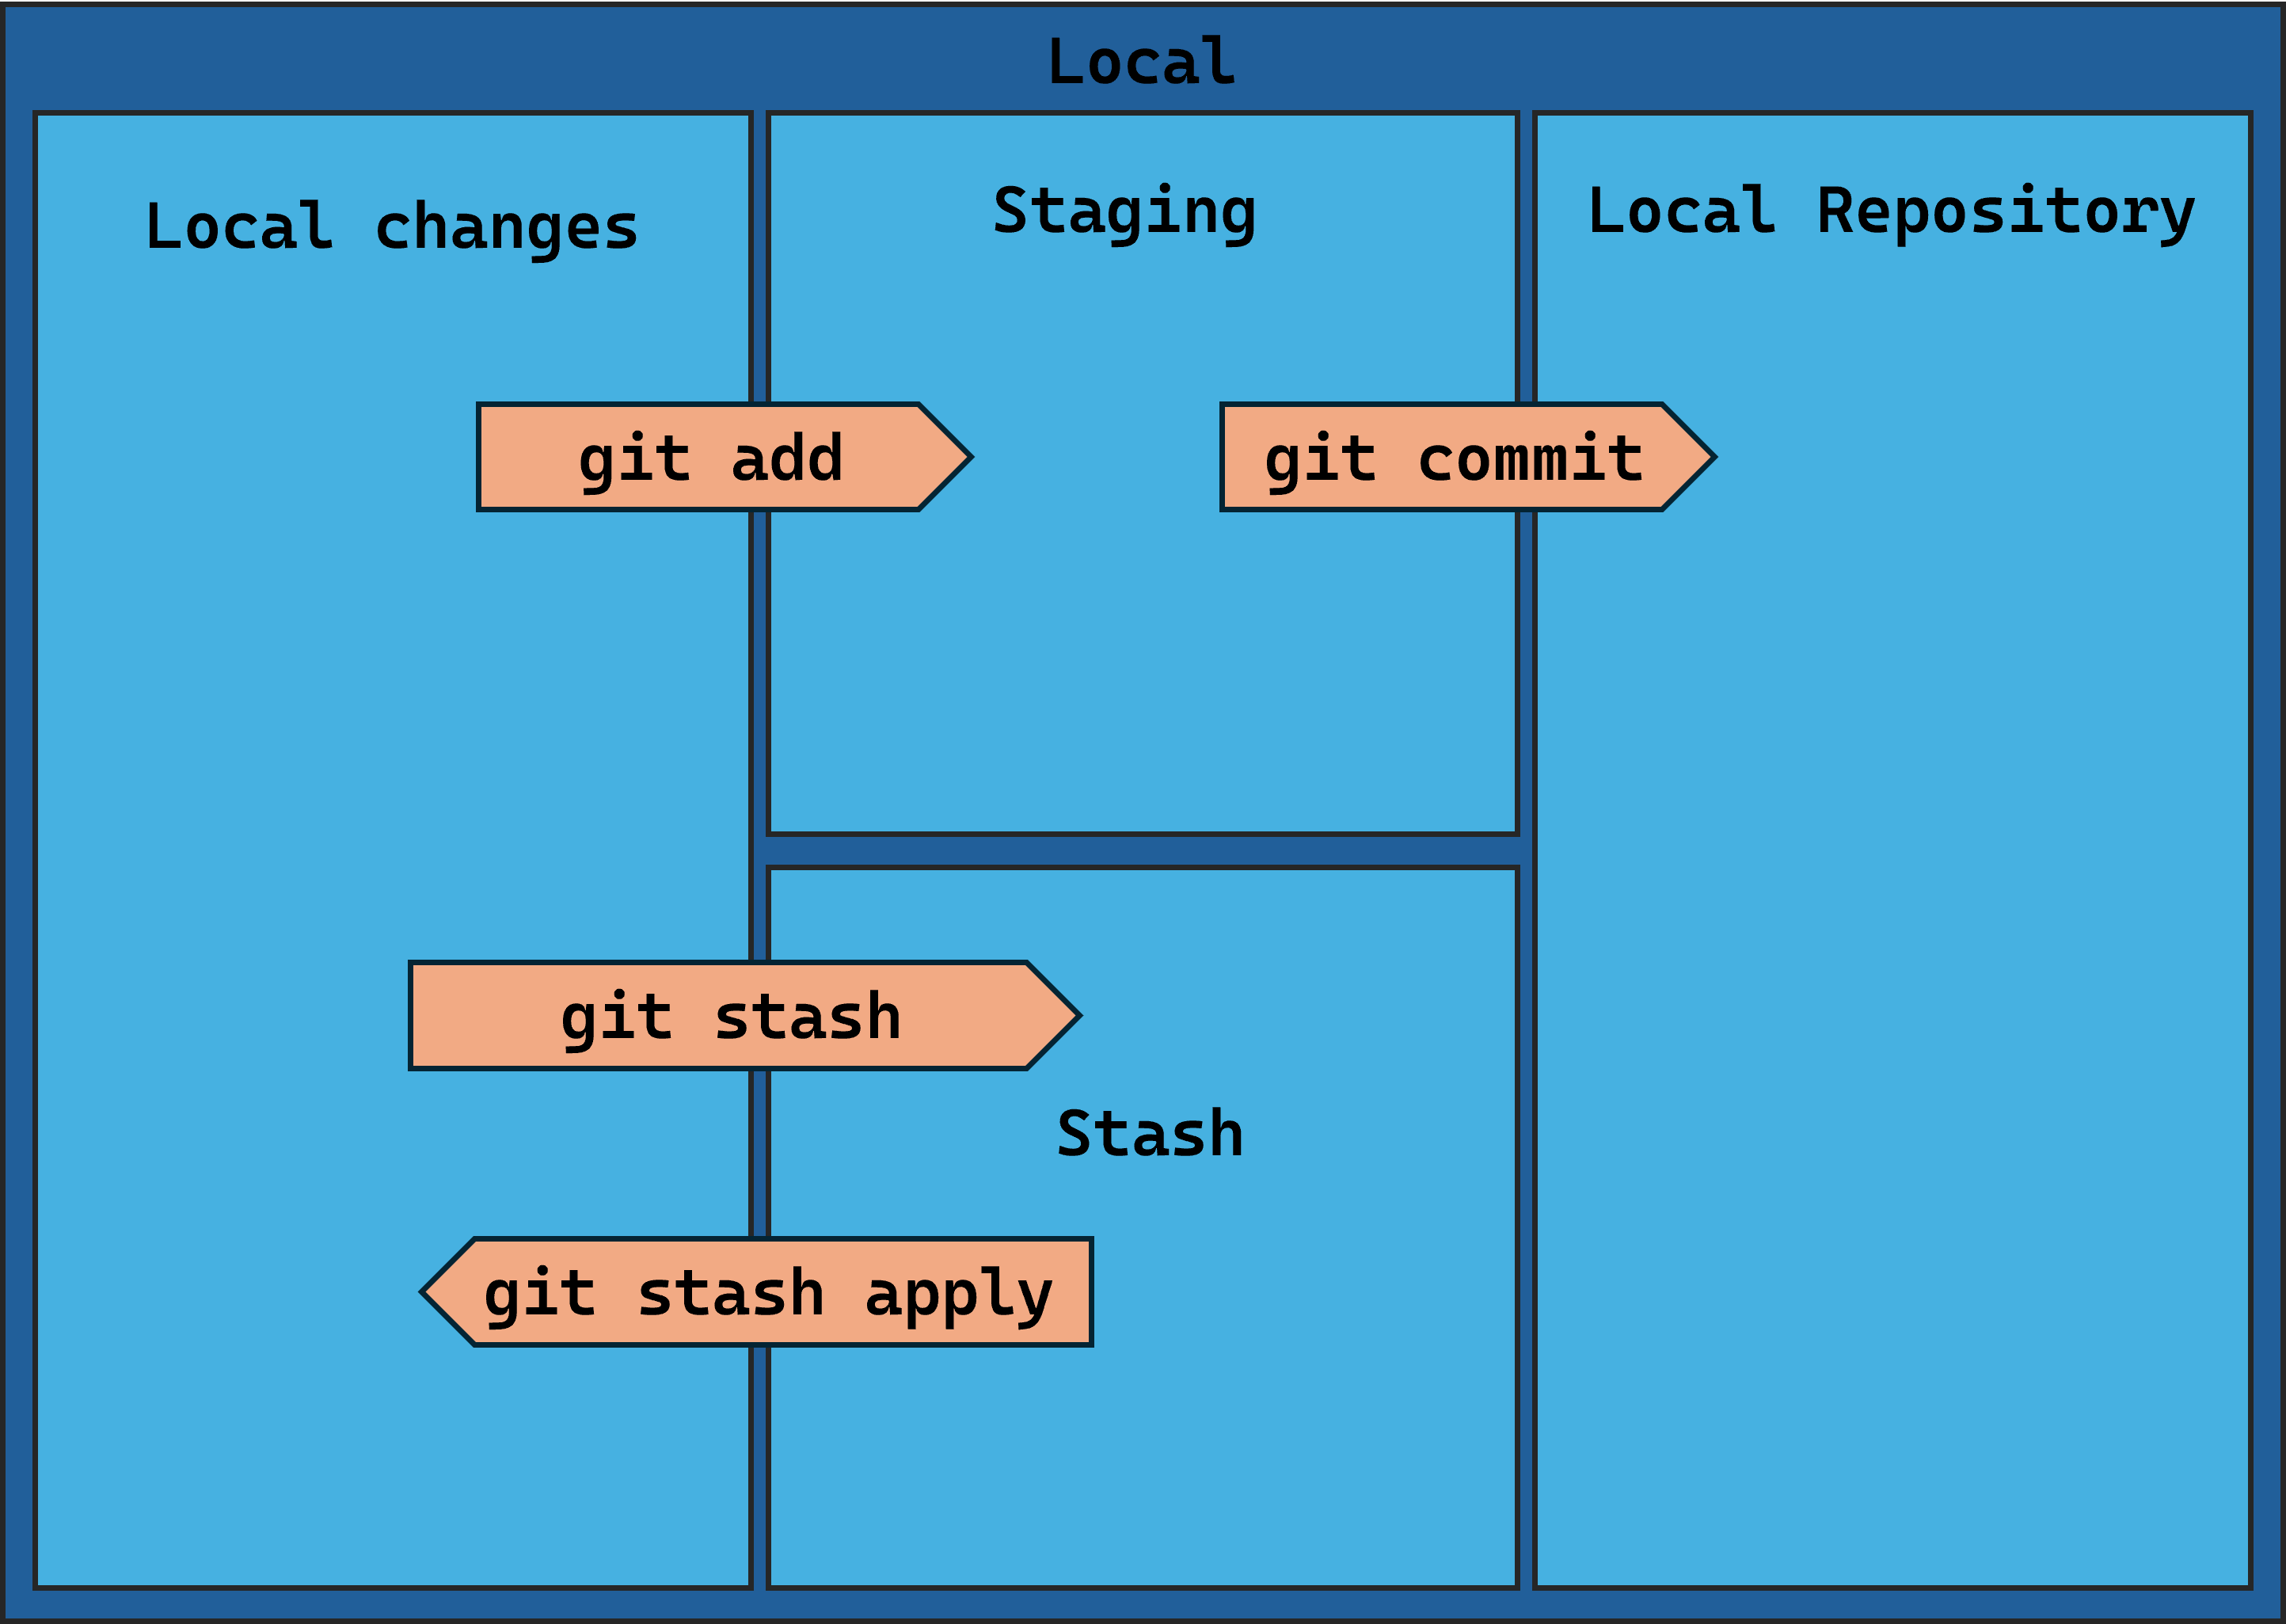 Local
Local changes
Staging
Local Repository
git add
git commit
git stash
Stash
git stash apply